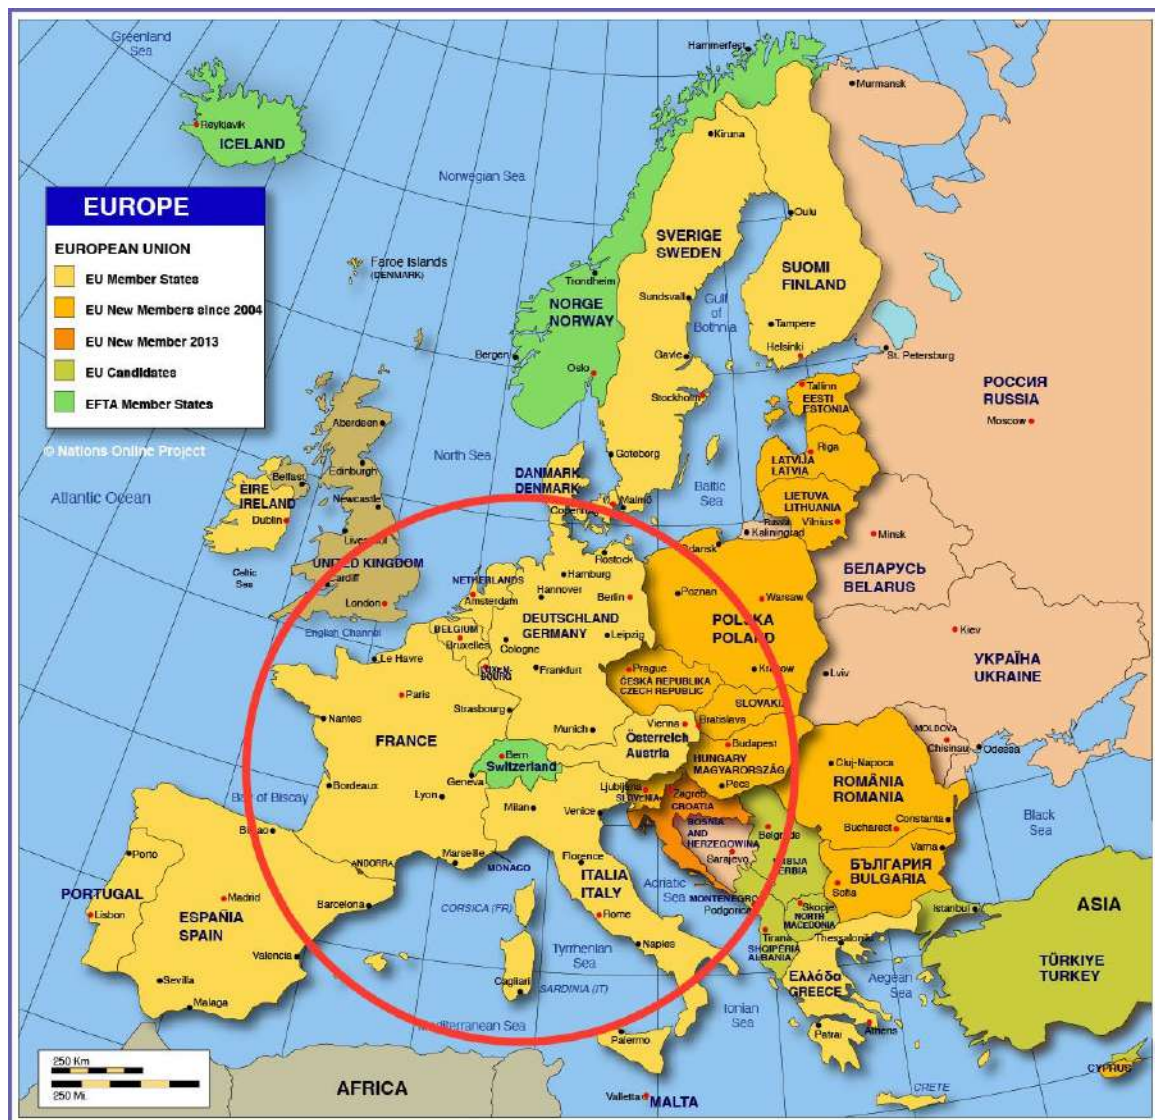 Greenland
Sea
Hammerfest
Murmansk
Reykjavik
ICELAND
Kiruna
Norwegian Sea
EUROPE
EUROPEAN UNION
EU Member States
EU New Members since 2004
EU New Member 2013
EU Candidates
EFTA Member States
© Nations Online Project
Faroe Islands
(DENMARK)
Oulu
SVERIGE
SWEDEN
SUOMI
FINLAND
Trondheim
NORGE
NORWAY
Sundsvall
Gulf
of
Bothnia
Tampere
Helsinki
Bergen
Oslo
Gavle
St. Petersburg
Stockholm
Tallinn
EESTI
ESTONIA
РОССИЯ
RUSSIA
Moscow
Aberdeen
North Sea
Goteborg
Riga
LATVIJA
LATVIA
Edinburgh
DANMARK
DENMARK
Baltic
Sea
Atlantic Ocean
Belfast
ÉIRE
IRELAND
Newcastle
Malmö
LIETUVA
LITHUANIA
Dublin
Russia
Kaliningrad
Vilnius
Minsk
Gdansk
UNITED KINGDOM
Celtic
Sea
Cardiff
Rostock
БЕЛАРУСЬ
BELARUS
NETHERLANDS
Hamburg
Amsterdam
Hannover
Berlin
Poznan
Warsaw
London
DEUTSCHLAND
GERMANY
POLSKA
POLAND
English Channel
BELGIUM
Bruxelles
Leipzig
Kiev
Cologne
Le Havre
Frankfurt
Prague
Krakow
Lviv
УКРАЇНА
UKRAINE
ČESKÁ REPUBLIKA
CZECH REPUBLIC
Paris
Strasbourg
SLOVAKIA
Nantes
FRANCE
Munich
Vienna
Bratislava
Österreich
Austria
MOLDOVA
Chisinau
Odessa
Bern
Switzerland
Budapest
HUNGARY
MAGYARORSZÁG
Geneva
Cluj-Napoca
ROMÂNIA
ROMANIA
Bordeaux
Lyon
Milan
Venice
Ljubljana
SLOVENIA
Zagreb
Pecs
CROATIA
Bay of Biscay
Bilbao
BOSNIA
AND
HERZEGOWINA
Sarajevo
Belgrade
SRBIJA
SERBIA
Bucharest
Constanta
Black
Sea
Varna
Porto
ANDORRA
Marseille
MONACO
Florence
ITALIA
ITALY
БЪЛГАРИЯ
BULGARIA
PORTUGAL
Lisbon
Madrid
ESPAÑIA
SPAIN
Barcelona
CORSICA (FR)
Rome
Adriatic
Sea
MONTENEGRO
Podgorica
Sofia
Skopje
NORTH
MACEDONIA
Istanbul
ASIA
Valencia
Tyrrhenian
Sea
Naples
Tirana
SHQIPËRIA
ALBANIA
Thessaloniki
TÜRKIYE
TURKEY
Sevilla
Malaga
Cagliari
SARDINIA (IT)
Ελλάδα
GREECE
Aegean
Sea
Ionian
Sea
Mediterranean Sea
Palermo
Patrai
Athens
250 Km
250 Mi.
AFRICA
Valletta
MALTA
CRETE
CYPRUS